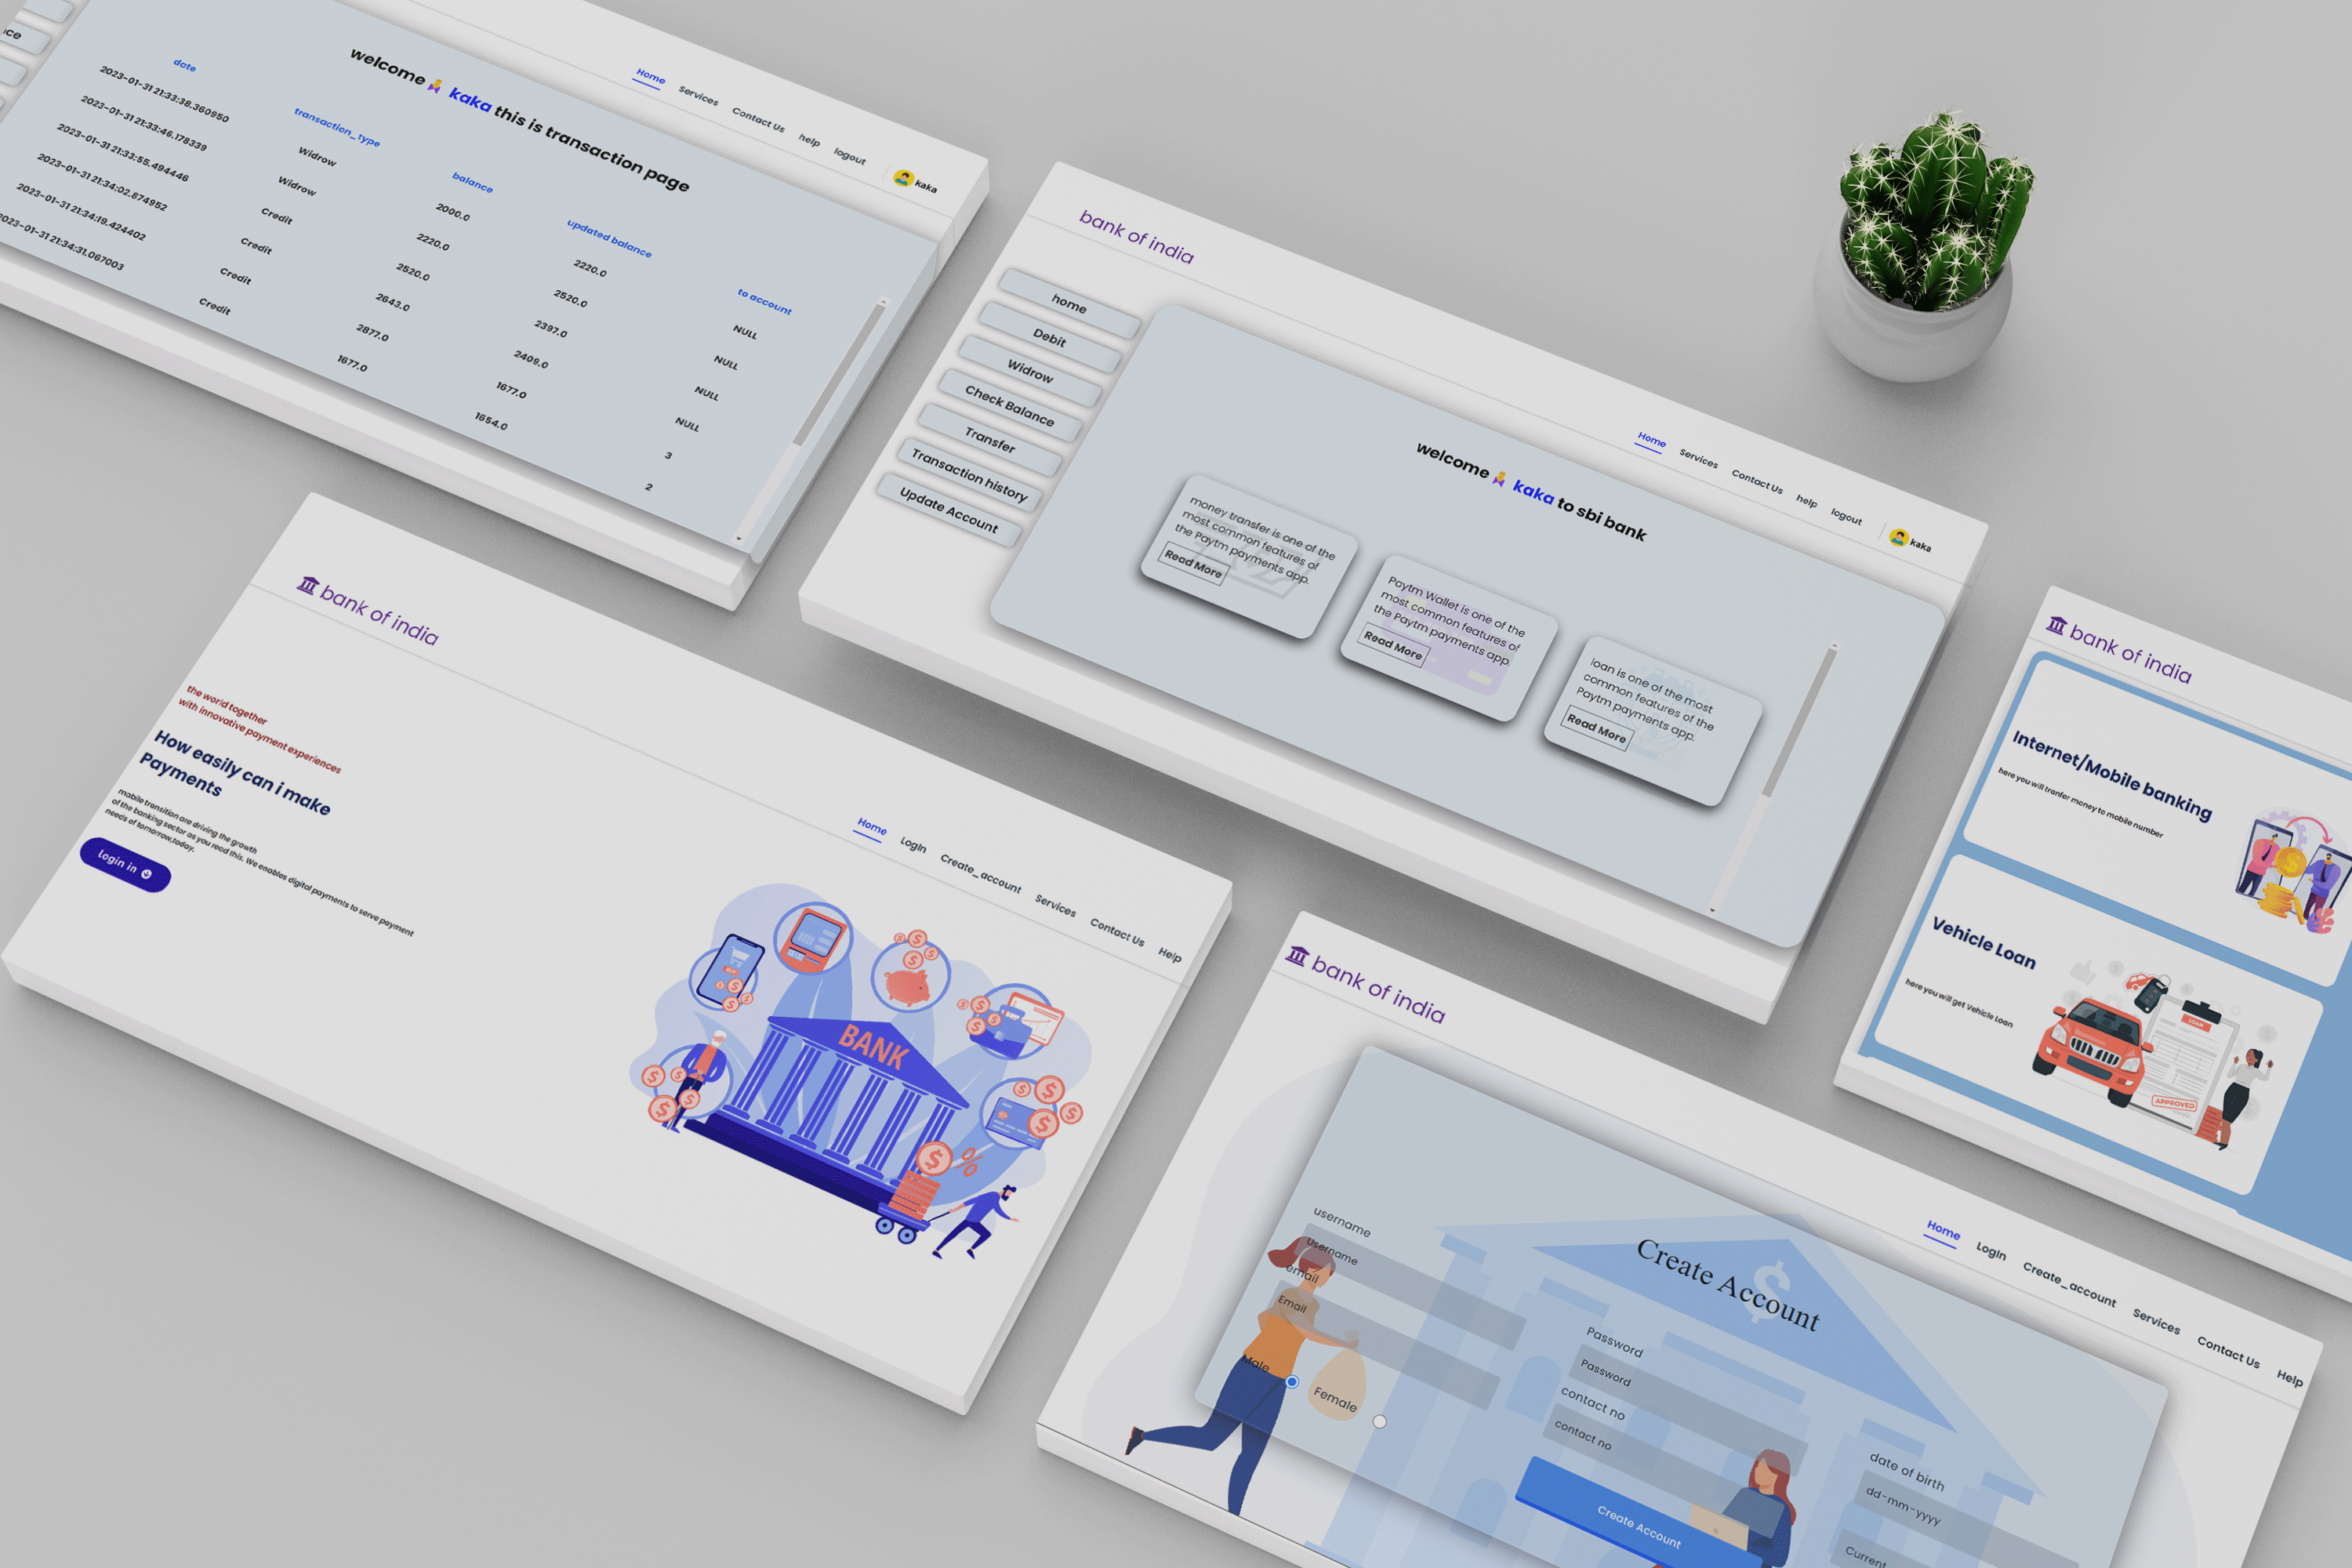 ce
welcome kaka this is transaction page
Home
Services
Contact Us
help
logout
kaka
date
transaction_type
balance
updated balance
to account
2023-01-31 21:33:38.360950
Widrow
2000.0
2220.0
NULL
2023-01-31 21:33:46.178339
Widrow
2220.0
2520.0
NULL
2023-01-31 21:33:55.494446
Credit
2520.0
2397.0
NULL
2023-01-31 21:34:02.874952
Credit
2643.0
2409.0
NULL
2023-01-31 21:34:19.424402
Credit
2877.0
1677.0
3
2023-01-31 21:34:31.067003
Credit
1677.0
1654.0
2
bank of india
Home
Services
Contact Us
help
logout
kaka
home
Debit
Widrow
Check Balance
Transfer
Transaction history
Update Account
welcome kaka to sbi bank
money transfer is one of the
most common features of
the Paytm payments app.
Read More
Paytm Wallet is one of the
most common features of
the Paytm payments app.
Read More
loan is one of the most
common features of the
Paytm payments app.
Read More
bank of india
Home
LogIn
Create_account
Services
Contact Us
Help
the world together
with innovative payment experiences
How easily can i make
Payments
mobile transition are driving the growth
of the banking sector as you read this. We enables digital payments to serve payment
needs of tomorrow,today.
Login in
BANK
bank of india
Internet/Mobile banking
here you will tranfer money to mobile number
Vehicle Loan
here you will get Vehicle Loan
LOAN
APPROVED
bank of india
Home
LogIn
Create_account
Services
Contact Us
Help
Create Account
username
Username
email
Email
Male
Female
Password
Password
contact no
contact no
date of birth
dd-mm-yyyy
Current
Create Account